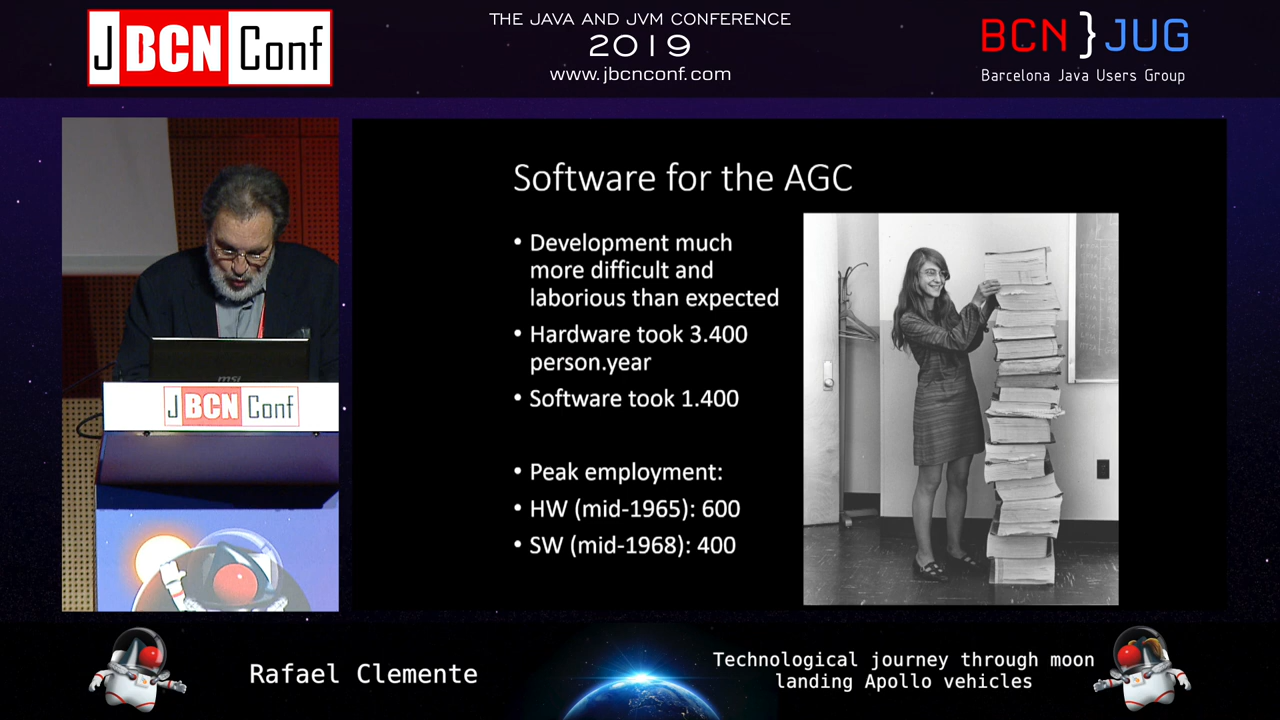 J BCN Conf
THE JAVA AND JVM CONFERENCE
2019
www.jbcnconf.com
BCN }JUG
Barcelona Java Users Group
msi
J BCN Conf
Software for the AGC
• Development much
more difficult and
laborious than expected
• Hardware took 3.400
person.year
• Software took 1.400
• Peak employment:
• HW (mid-1965): 600
• SW (mid-1968): 400
Rafael Clemente
Technological journey through moon
landing Apollo vehicles